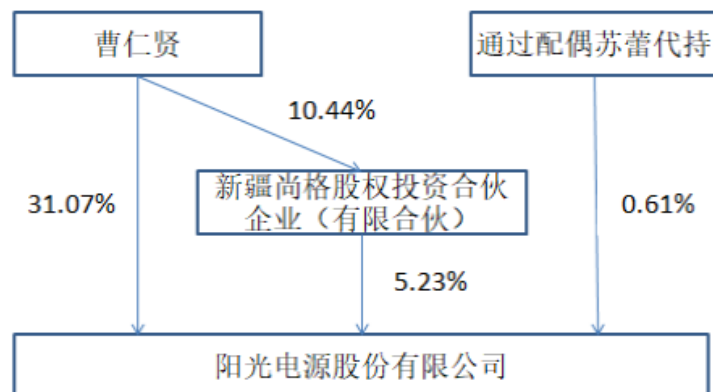 曹仁贤
通过配偶苏蕾代持
10.44%
新疆尚格股权投资合伙
企业（有限合伙）
31.07%
0.61%
5.23%
阳光电源股份有限公司